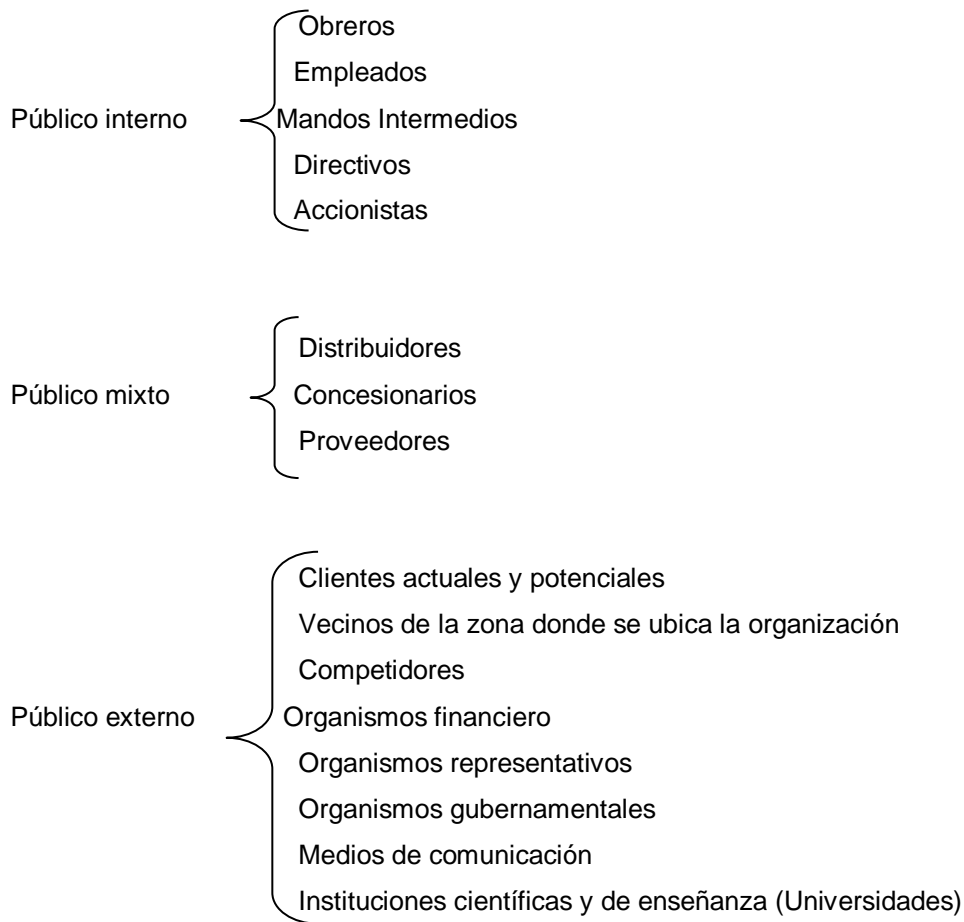 Obreros
Empleados
Público interno Mandos Intermedios
Directivos
Accionistas
Distribuidores
Público mixto Concesionarios
Proveedores
Clientes actuales y potenciales
Vecinos de la zona donde se ubica la organización
Competidores
Público externo Organismos financiero
Organismos representativos
Organismos gubernamentales
Medios de comunicación
Instituciones científicas y de enseñanza (Universidades)